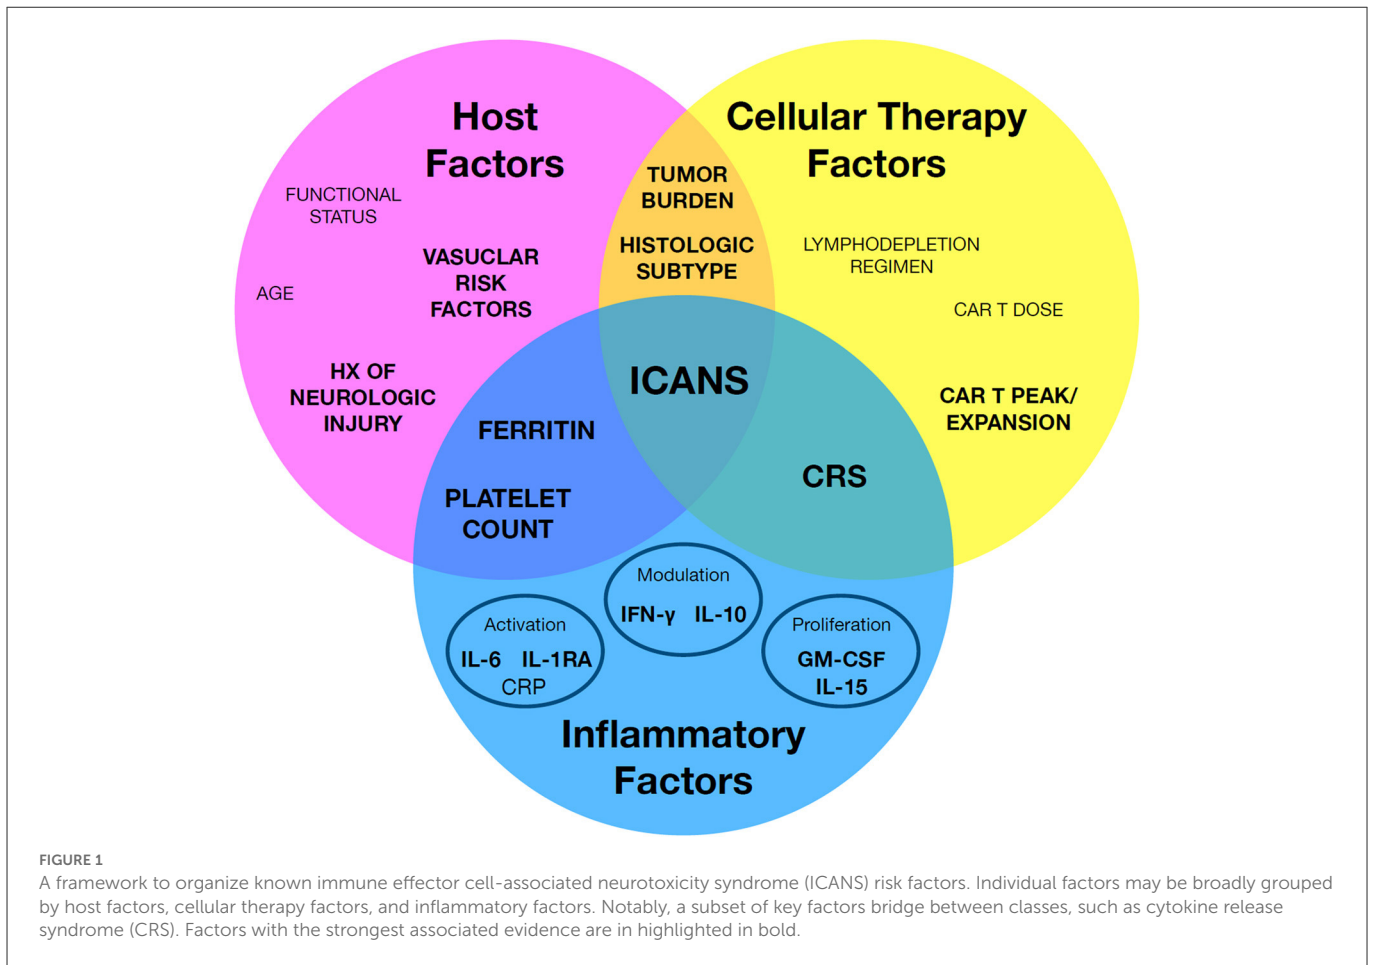 Host
Factors
Cellular Therapy
Factors
FUNCTIONAL
STATUS
AGE
VASUCLAR
RISK
FACTORS
HX OF
NEUROLOGIC
INJURY
TUMOR
BURDEN
HISTOLOGIC
SUBTYPE
LYMPHODEPLETION
REGIMEN
CAR T DOSE
CAR T PEAK/
EXPANSION
ICANS
FERRITIN
PLATELET
COUNT
CRS
Modulation
IFN-γ IL-10
Activation
IL-6 IL-1RA
CRP
Proliferation
GM-CSF
IL-15
Inflammatory
Factors
FIGURE 1
A framework to organize known immune effector cell-associated neurotoxicity syndrome (ICANS) risk factors. Individual factors may be broadly grouped
by host factors, cellular therapy factors, and inflammatory factors. Notably, a subset of key factors bridge between classes, such as cytokine release
syndrome (CRS). Factors with the strongest associated evidence are in highlighted in bold.